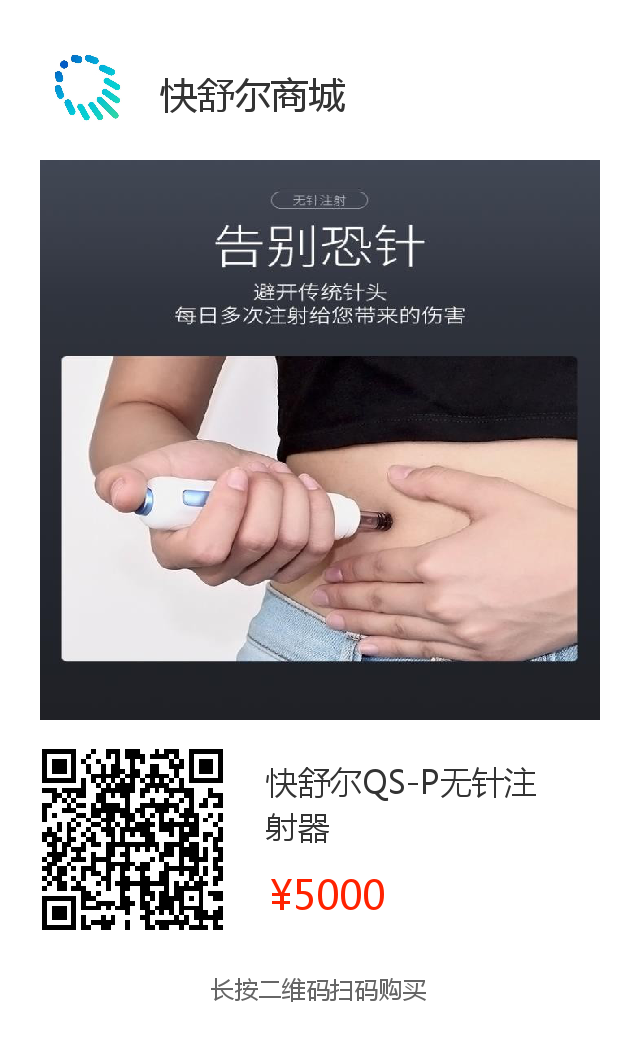 快舒尔商城
无针注射
告别恐针
避开传统针头
每日多次注射给您带来的伤害
快舒尔QS-P无针注
射器
¥5000
长按二维码扫码购买